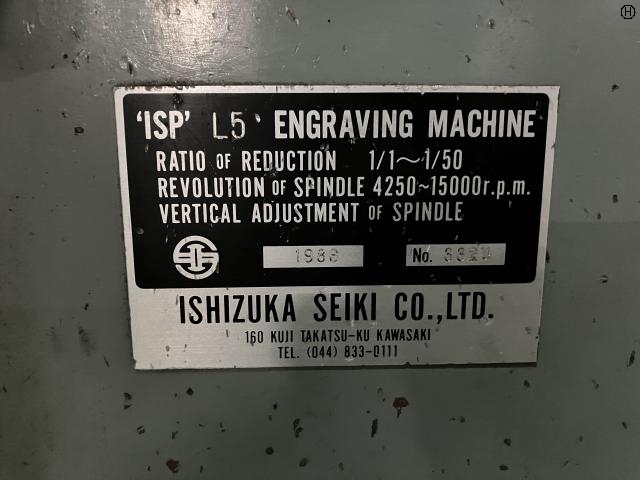 'ISP' L5' ENGRAVING MACHINE
RATIO OF REDUCTION 1/1~1/50
REVOLUTION OF SPINDLE 4250~15000r.p.m.
VERTICAL ADJUSTMENT OF SPINDLE
No.
ISHIZUKA SEIKI CO.,LTD.
160 KUJI TAKATSU-KU KAWASAKI
TEL. (044) 833-0111